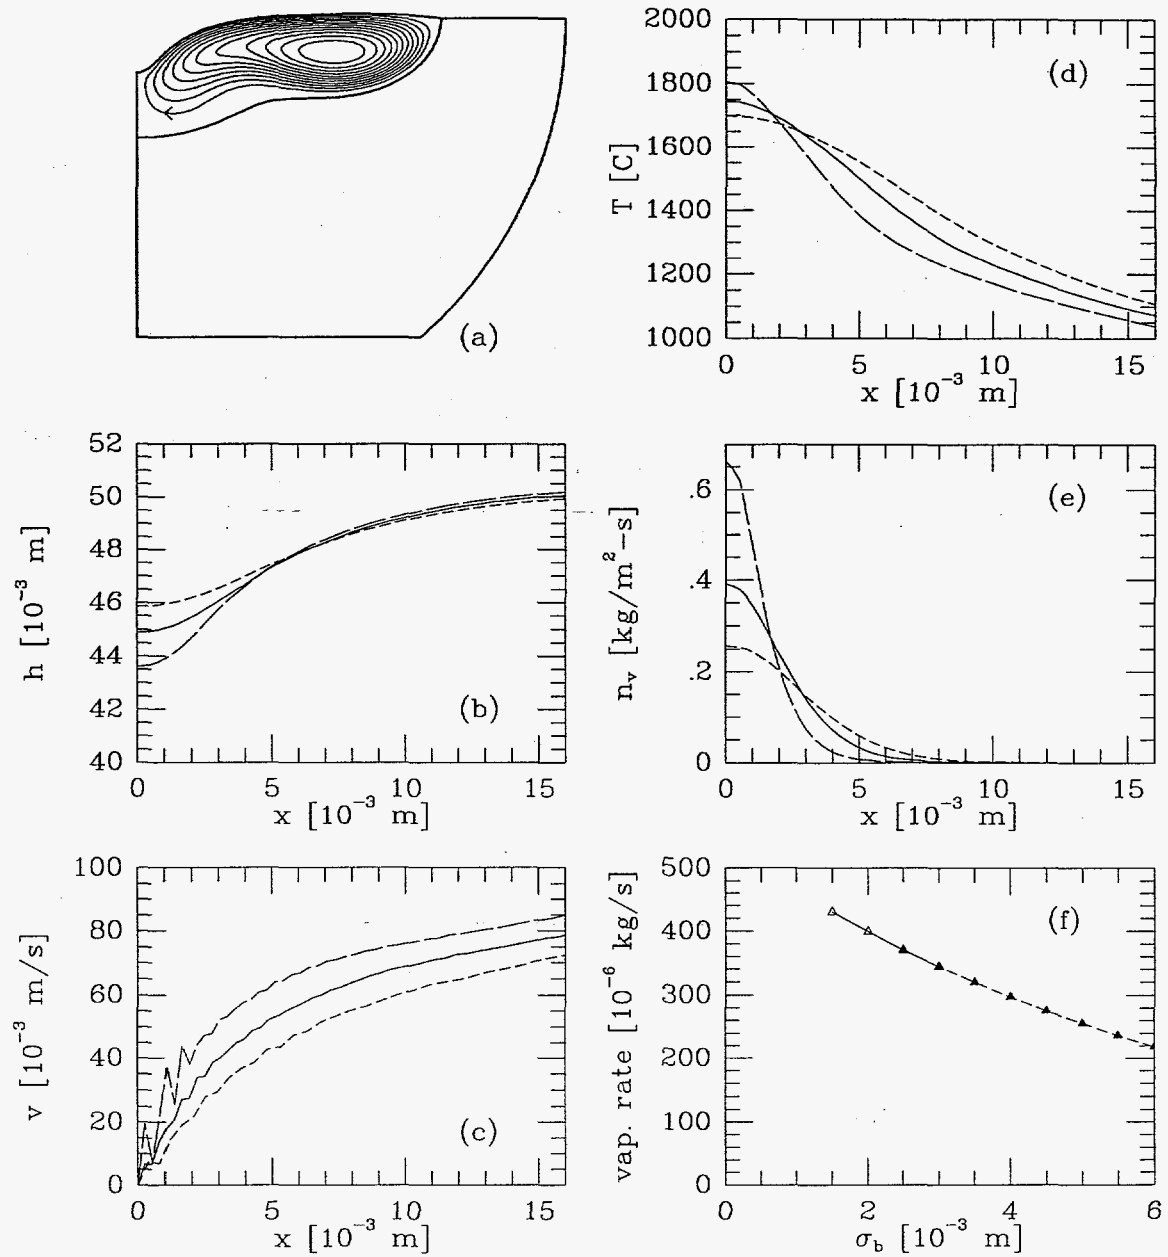 (a)
2000
1800
1600
1400
1200
1000
T [C]
(d)
0 5 10 15
x [10⁻³ m]
52
50
48
46
44
42
40
h [10⁻³ m]
(b)
0 5 10 15
x [10⁻³ m]
.6
.4
.2
0
nᵥ [kg/m²-s]
(e)
0 5 10 15
x [10⁻³ m]
100
80
60
40
20
0
v [10⁻³ m/s]
(c)
0 5 10 15
x [10⁻³ m]
500
400
300
200
100
0
vap. rate [10⁻⁶ kg/s]
(f)
0 2 4 6
σ_b [10⁻³ m]